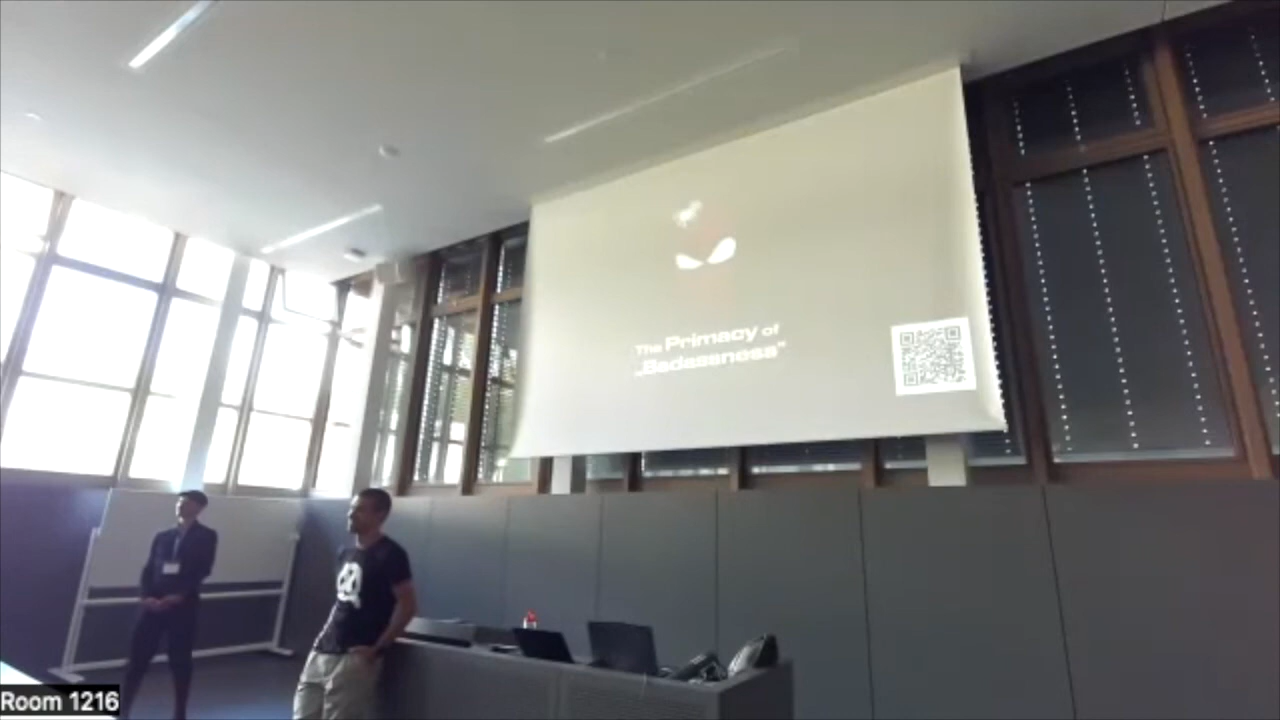 The Primacy of
„Badassness"
Room 1216